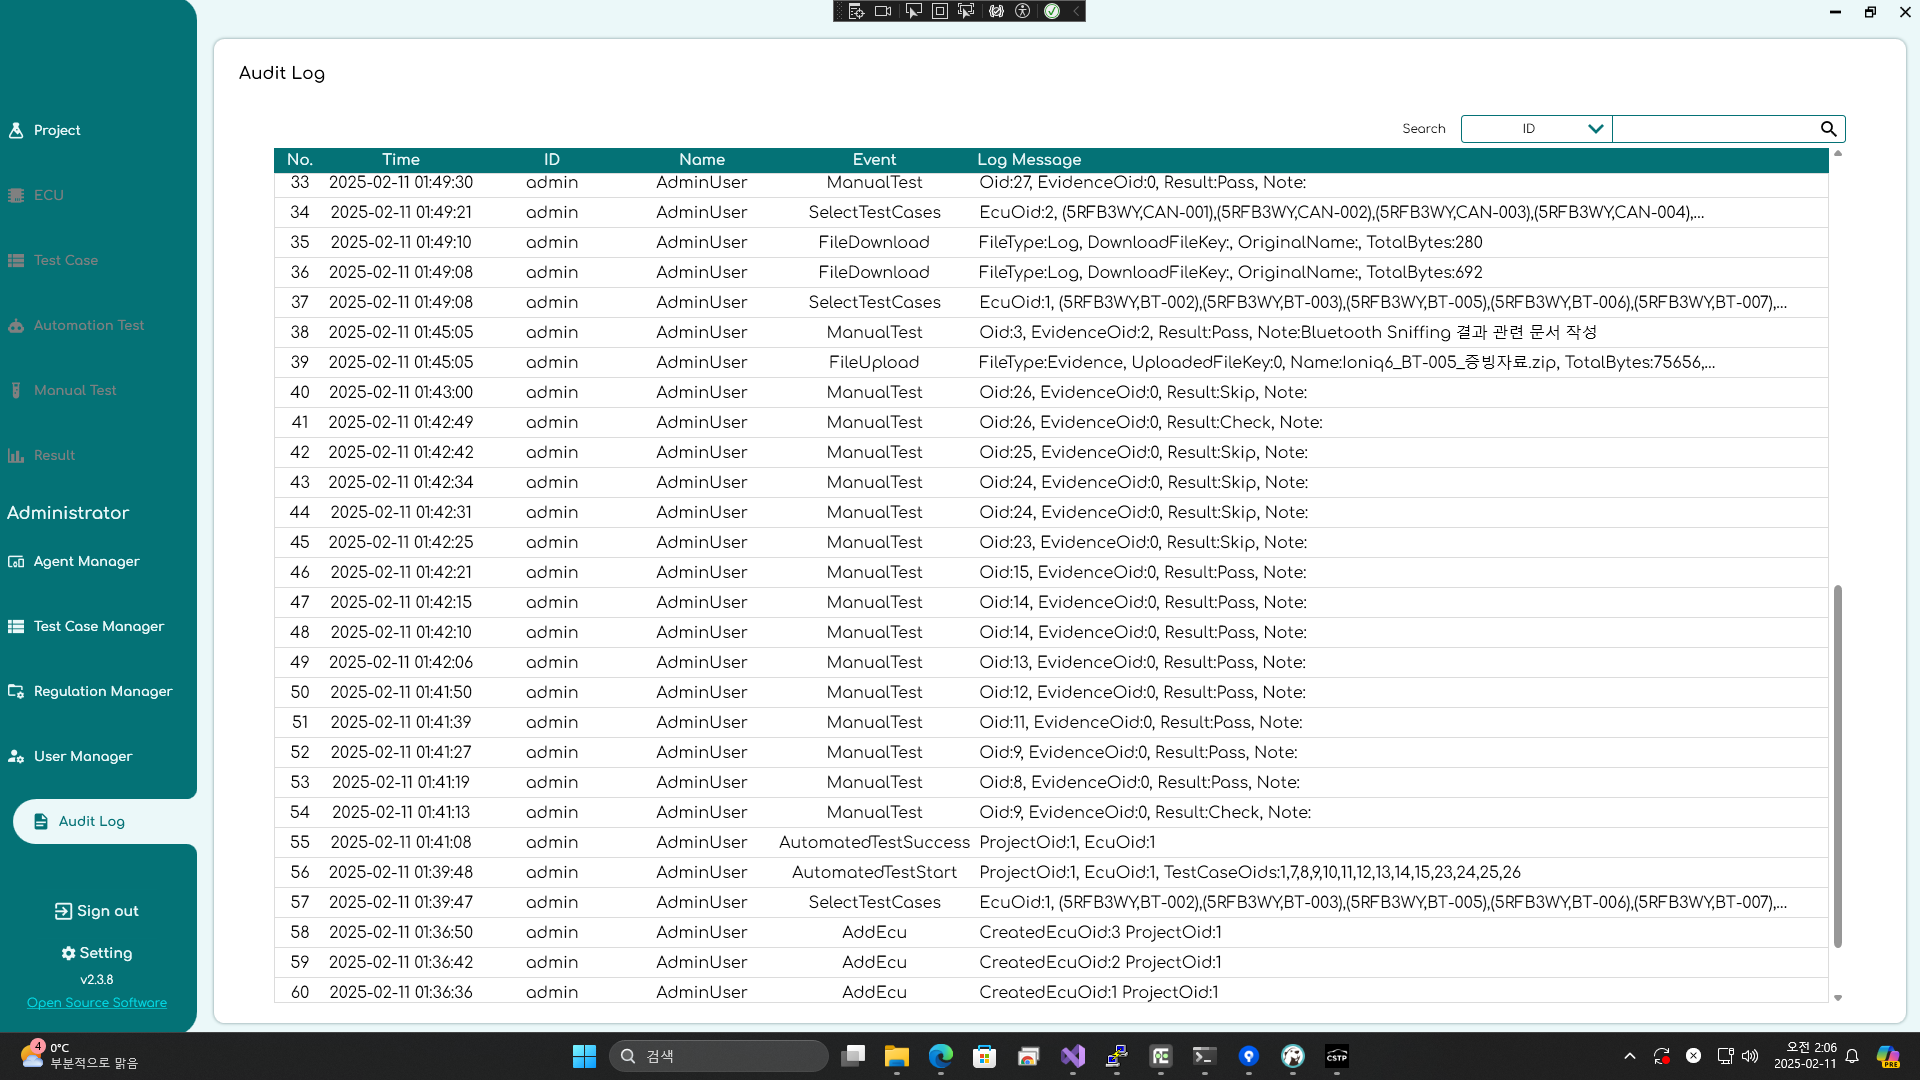 Audit Log
Project
ECU
Test Case
Automation Test
Manual Test
Result
Administrator
Agent Manager
Test Case Manager
Regulation Manager
User Manager
Audit Log
Sign out
Setting
v2.3.8
Open Source Software
Search ID
No. Time ID Name Event Log Message
33 2025-02-11 01:49:30 admin AdminUser ManualTest Oid:27, EvidenceOid:0, Result:Pass, Note:
34 2025-02-11 01:49:21 admin AdminUser SelectTestCases EcuOid:2, (5RFB3WY,CAN-001),(5RFB3WY,CAN-002),(5RFB3WY,CAN-003),(5RFB3WY,CAN-004),...
35 2025-02-11 01:49:10 admin AdminUser FileDownload FileType:Log, DownloadFileKey:, OriginalName:, TotalBytes:280
36 2025-02-11 01:49:08 admin AdminUser FileDownload FileType:Log, DownloadFileKey:, OriginalName:, TotalBytes:692
37 2025-02-11 01:49:08 admin AdminUser SelectTestCases EcuOid:1, (5RFB3WY,BT-002),(5RFB3WY,BT-003),(5RFB3WY,BT-005),(5RFB3WY,BT-006),(5RFB3WY,BT-007),...
38 2025-02-11 01:45:05 admin AdminUser ManualTest Oid:3, EvidenceOid:2, Result:Pass, Note:Bluetooth Sniffing 결과 관련 문서 작성
39 2025-02-11 01:45:05 admin AdminUser FileUpload FileType:Evidence, UploadedFileKey:0, Name:Ioniq6_BT-005_증빙자료.zip, TotalBytes:75656,...
40 2025-02-11 01:43:00 admin AdminUser ManualTest Oid:26, EvidenceOid:0, Result:Skip, Note:
41 2025-02-11 01:42:49 admin AdminUser ManualTest Oid:26, EvidenceOid:0, Result:Check, Note:
42 2025-02-11 01:42:42 admin AdminUser ManualTest Oid:25, EvidenceOid:0, Result:Skip, Note:
43 2025-02-11 01:42:34 admin AdminUser ManualTest Oid:24, EvidenceOid:0, Result:Skip, Note:
44 2025-02-11 01:42:31 admin AdminUser ManualTest Oid:24, EvidenceOid:0, Result:Skip, Note:
45 2025-02-11 01:42:25 admin AdminUser ManualTest Oid:23, EvidenceOid:0, Result:Skip, Note:
46 2025-02-11 01:42:21 admin AdminUser ManualTest Oid:15, EvidenceOid:0, Result:Pass, Note:
47 2025-02-11 01:42:15 admin AdminUser ManualTest Oid:14, EvidenceOid:0, Result:Pass, Note:
48 2025-02-11 01:42:10 admin AdminUser ManualTest Oid:14, EvidenceOid:0, Result:Pass, Note:
49 2025-02-11 01:42:06 admin AdminUser ManualTest Oid:13, EvidenceOid:0, Result:Pass, Note:
50 2025-02-11 01:41:50 admin AdminUser ManualTest Oid:12, EvidenceOid:0, Result:Pass, Note:
51 2025-02-11 01:41:39 admin AdminUser ManualTest Oid:11, EvidenceOid:0, Result:Pass, Note:
52 2025-02-11 01:41:27 admin AdminUser ManualTest Oid:9, EvidenceOid:0, Result:Pass, Note:
53 2025-02-11 01:41:19 admin AdminUser ManualTest Oid:8, EvidenceOid:0, Result:Pass, Note:
54 2025-02-11 01:41:13 admin AdminUser ManualTest Oid:9, EvidenceOid:0, Result:Check, Note:
55 2025-02-11 01:41:08 admin AdminUser AutomatedTestSuccess ProjectOid:1, EcuOid:1
56 2025-02-11 01:39:48 admin AdminUser AutomatedTestStart ProjectOid:1, EcuOid:1, TestCaseOids:1,7,8,9,10,11,12,13,14,15,23,24,25,26
57 2025-02-11 01:39:47 admin AdminUser SelectTestCases EcuOid:1, (5RFB3WY,BT-002),(5RFB3WY,BT-003),(5RFB3WY,BT-005),(5RFB3WY,BT-006),(5RFB3WY,BT-007),...
58 2025-02-11 01:36:50 admin AdminUser AddEcu CreatedEcuOid:3 ProjectOid:1
59 2025-02-11 01:36:42 admin AdminUser AddEcu CreatedEcuOid:2 ProjectOid:1
60 2025-02-11 01:36:36 admin AdminUser AddEcu CreatedEcuOid:1 ProjectOid:1
4
0°C
부분적으로 맑음
검색
CSTP
오전 2:06
2025-02-11
PRE